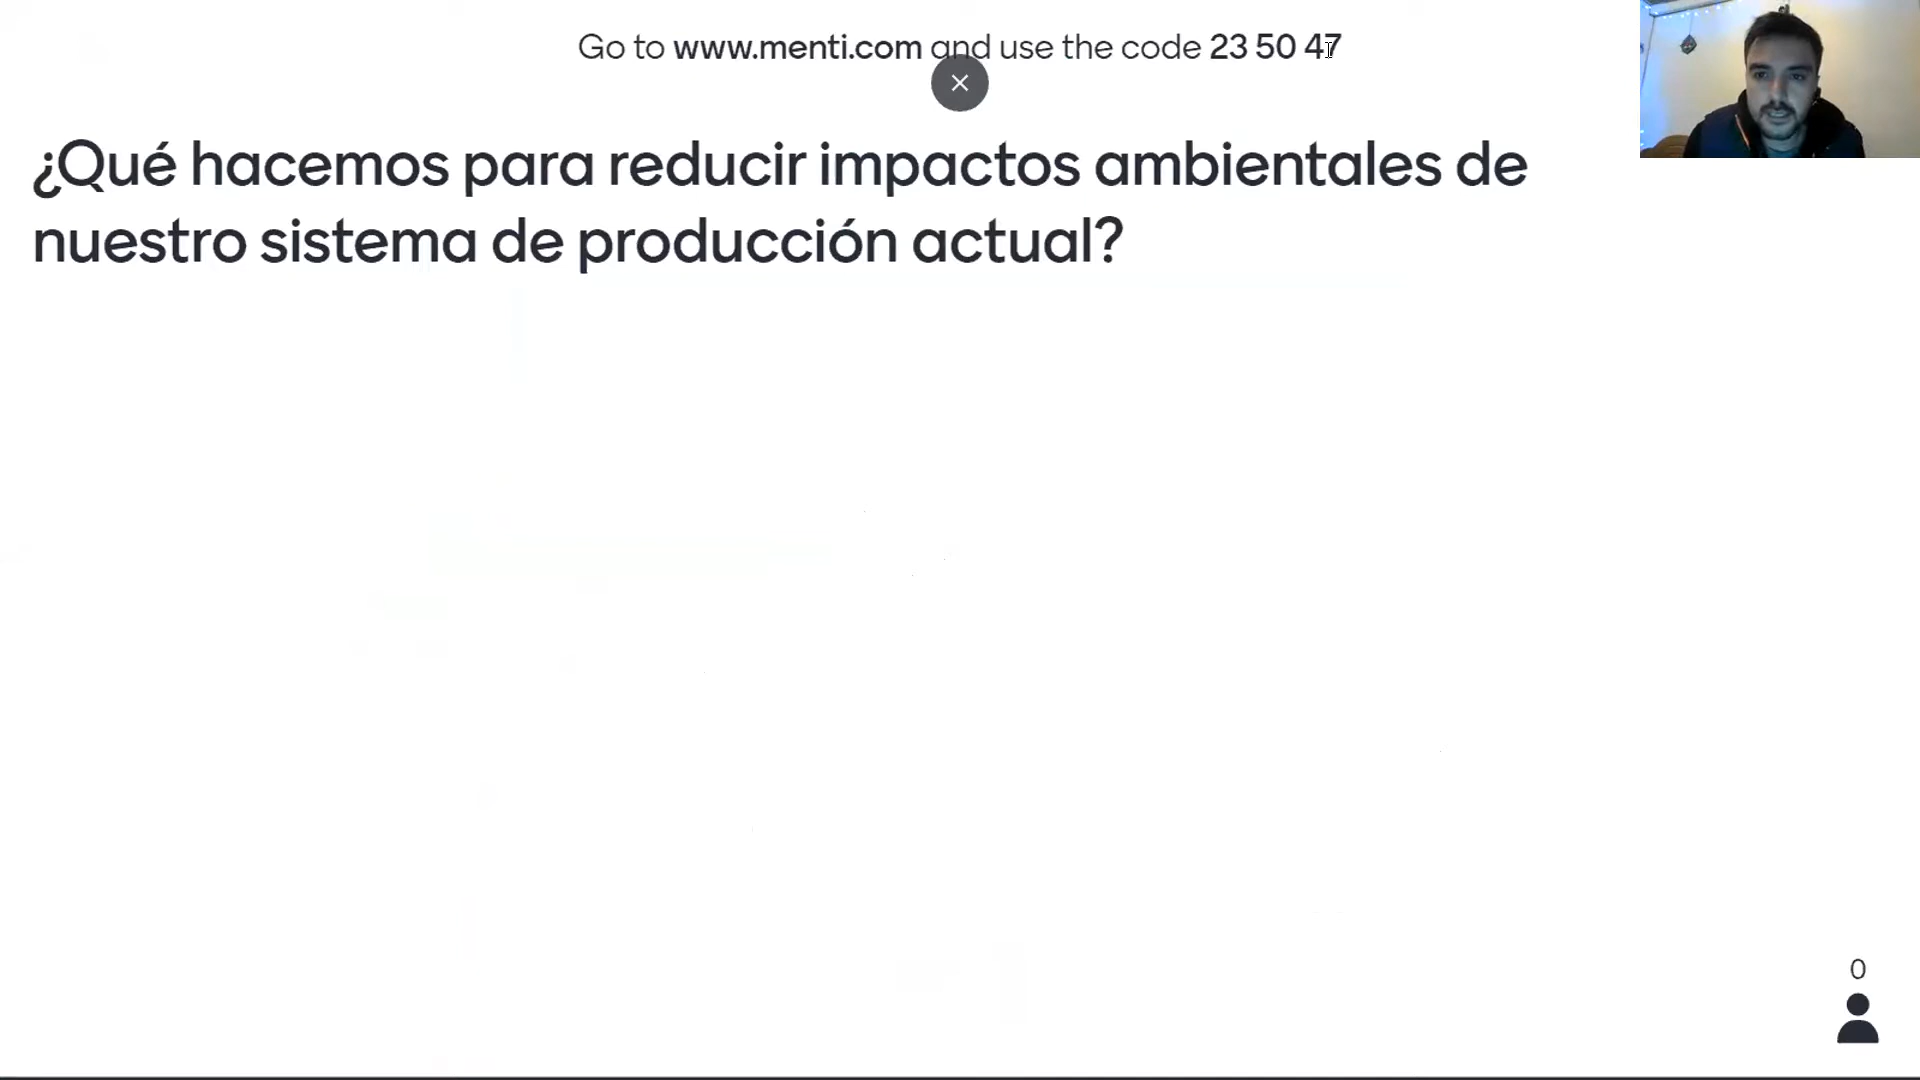 Go to www.menti.com and use the code 23 50 47
¿Qué hacemos para reducir impactos ambientales de
nuestro sistema de producción actual?
0